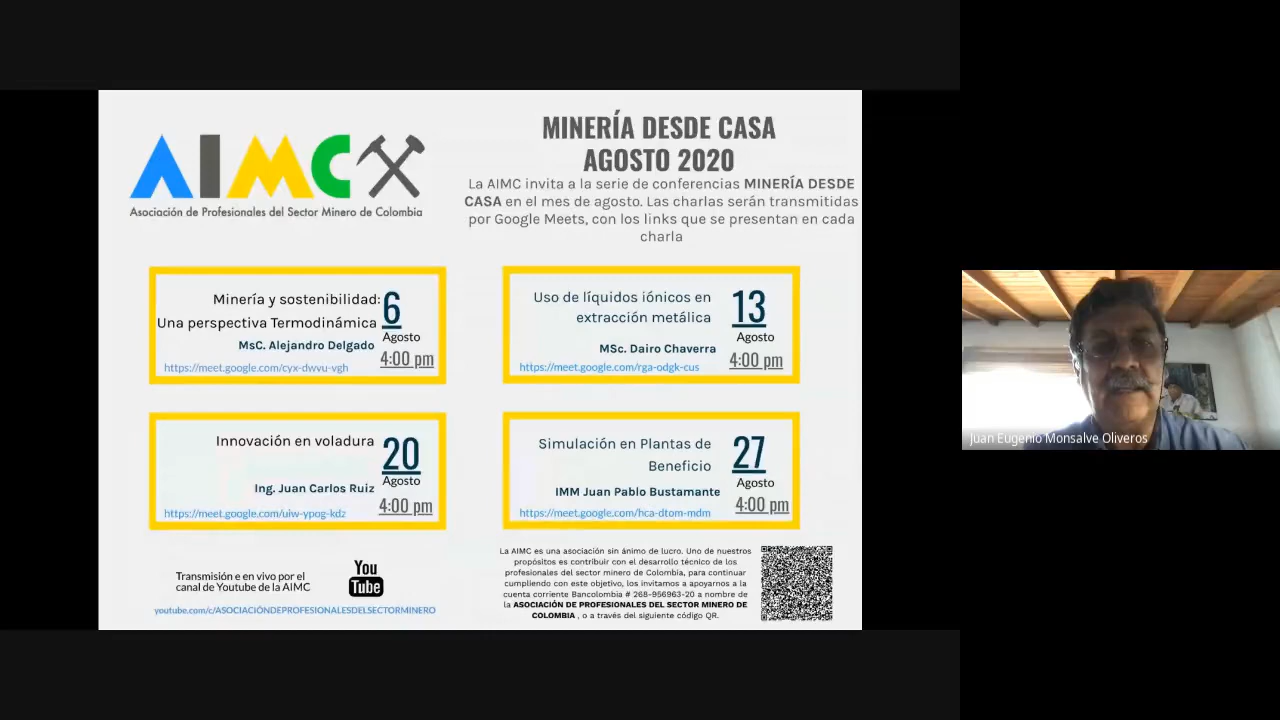 AIMC
Asociación de Profesionales del Sector Minero de Colombia
MINERÍA DESDE CASA
AGOSTO 2020
La AIMC invita a la serie de conferencias MINERÍA DESDE
CASA en el mes de agosto. Las charlas serán transmitidas
por Google Meets, con los links que se presentan en cada
charla
Minería y sostenibilidad:
Una perspectiva Termodinámica
MsC. Alejandro Delgado
https://meet.google.com/cyx-dwvu-vgh
6
Agosto
4:00 pm
Uso de líquidos iónicos en
extracción metálica
MSc. Dairo Chaverra
https://meet.google.com/rga-odgk-cus
13
Agosto
4:00 pm
Innovación en voladura
Ing. Juan Carlos Ruiz
https://meet.google.com/uiw-ypog-kdz
20
Agosto
4:00 pm
Simulación en Plantas de
Beneficio
IMM Juan Pablo Bustamante
https://meet.google.com/hca-dtom-mdm
27
Agosto
4:00 pm
Transmisión e en vivo por el
canal de Youtube de la AIMC
You
Tube
youtube.com/c/ASOCIACIÓNDEPROFESIONALESDELSECTORMINERO
La AIMC es una asociación sin ánimo de lucro. Uno de nuestros
propósitos es contribuir con el desarrollo técnico de los
profesionales del sector minero de Colombia, para continuar
cumpliendo con este objetivo, los invitamos a apoyarnos a la
cuenta corriente Bancolombia # 268-956963-20 a nombre de
la ASOCIACIÓN DE PROFESIONALES DEL SECTOR MINERO DE
COLOMBIA , o a través del siguiente código QR.
Juan Eugenio Monsalve Oliveros